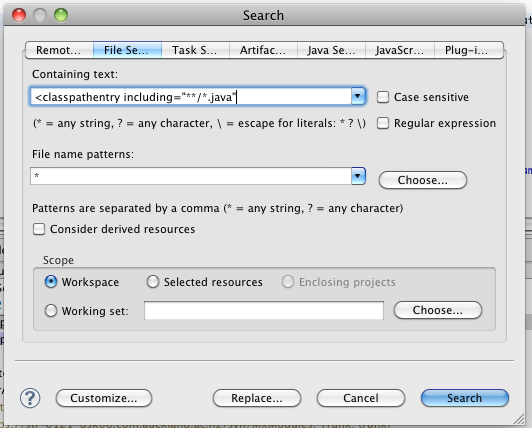 Search
Remot... File Se... Task S... Artifac... Java Se... JavaScr... Plug-i...
Containing text:
<classpathentry including="**/*.java"
Case sensitive
(* = any string, ? = any character, \ = escape for literals: * ? \)
Regular expression
File name patterns:
*
Choose...
Patterns are separated by a comma (* = any string, ? = any character)
Consider derived resources
Scope
Workspace Selected resources Enclosing projects
Working set: Choose...
? Customize... Replace... Cancel Search